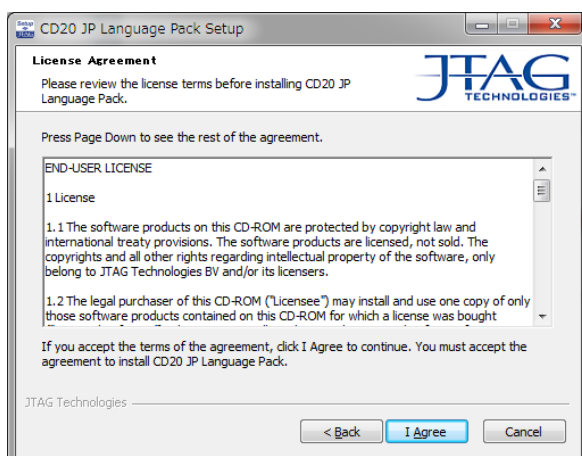 CD20 JP Language Pack Setup
License Agreement
Please review the license terms before installing CD20 JP
Language Pack.
JTAG
TECHNOLOGIES
Press Page Down to see the rest of the agreement.
END-USER LICENSE
1 License
1.1 The software products on this CD-ROM are protected by copyright law and
international treaty provisions. The software products are licensed, not sold. The
copyrights and all other rights regarding intellectual property of the software, only
belong to JTAG Technologies BV and/or its licensers.
1.2 The legal purchaser of this CD-ROM ("Licensee") may install and use one copy of only
those software products contained on this CD-ROM for which a license was bought
If you accept the terms of the agreement, click I Agree to continue. You must accept the
agreement to install CD20 JP Language Pack.
JTAG Technologies
< Back
I Agree
Cancel